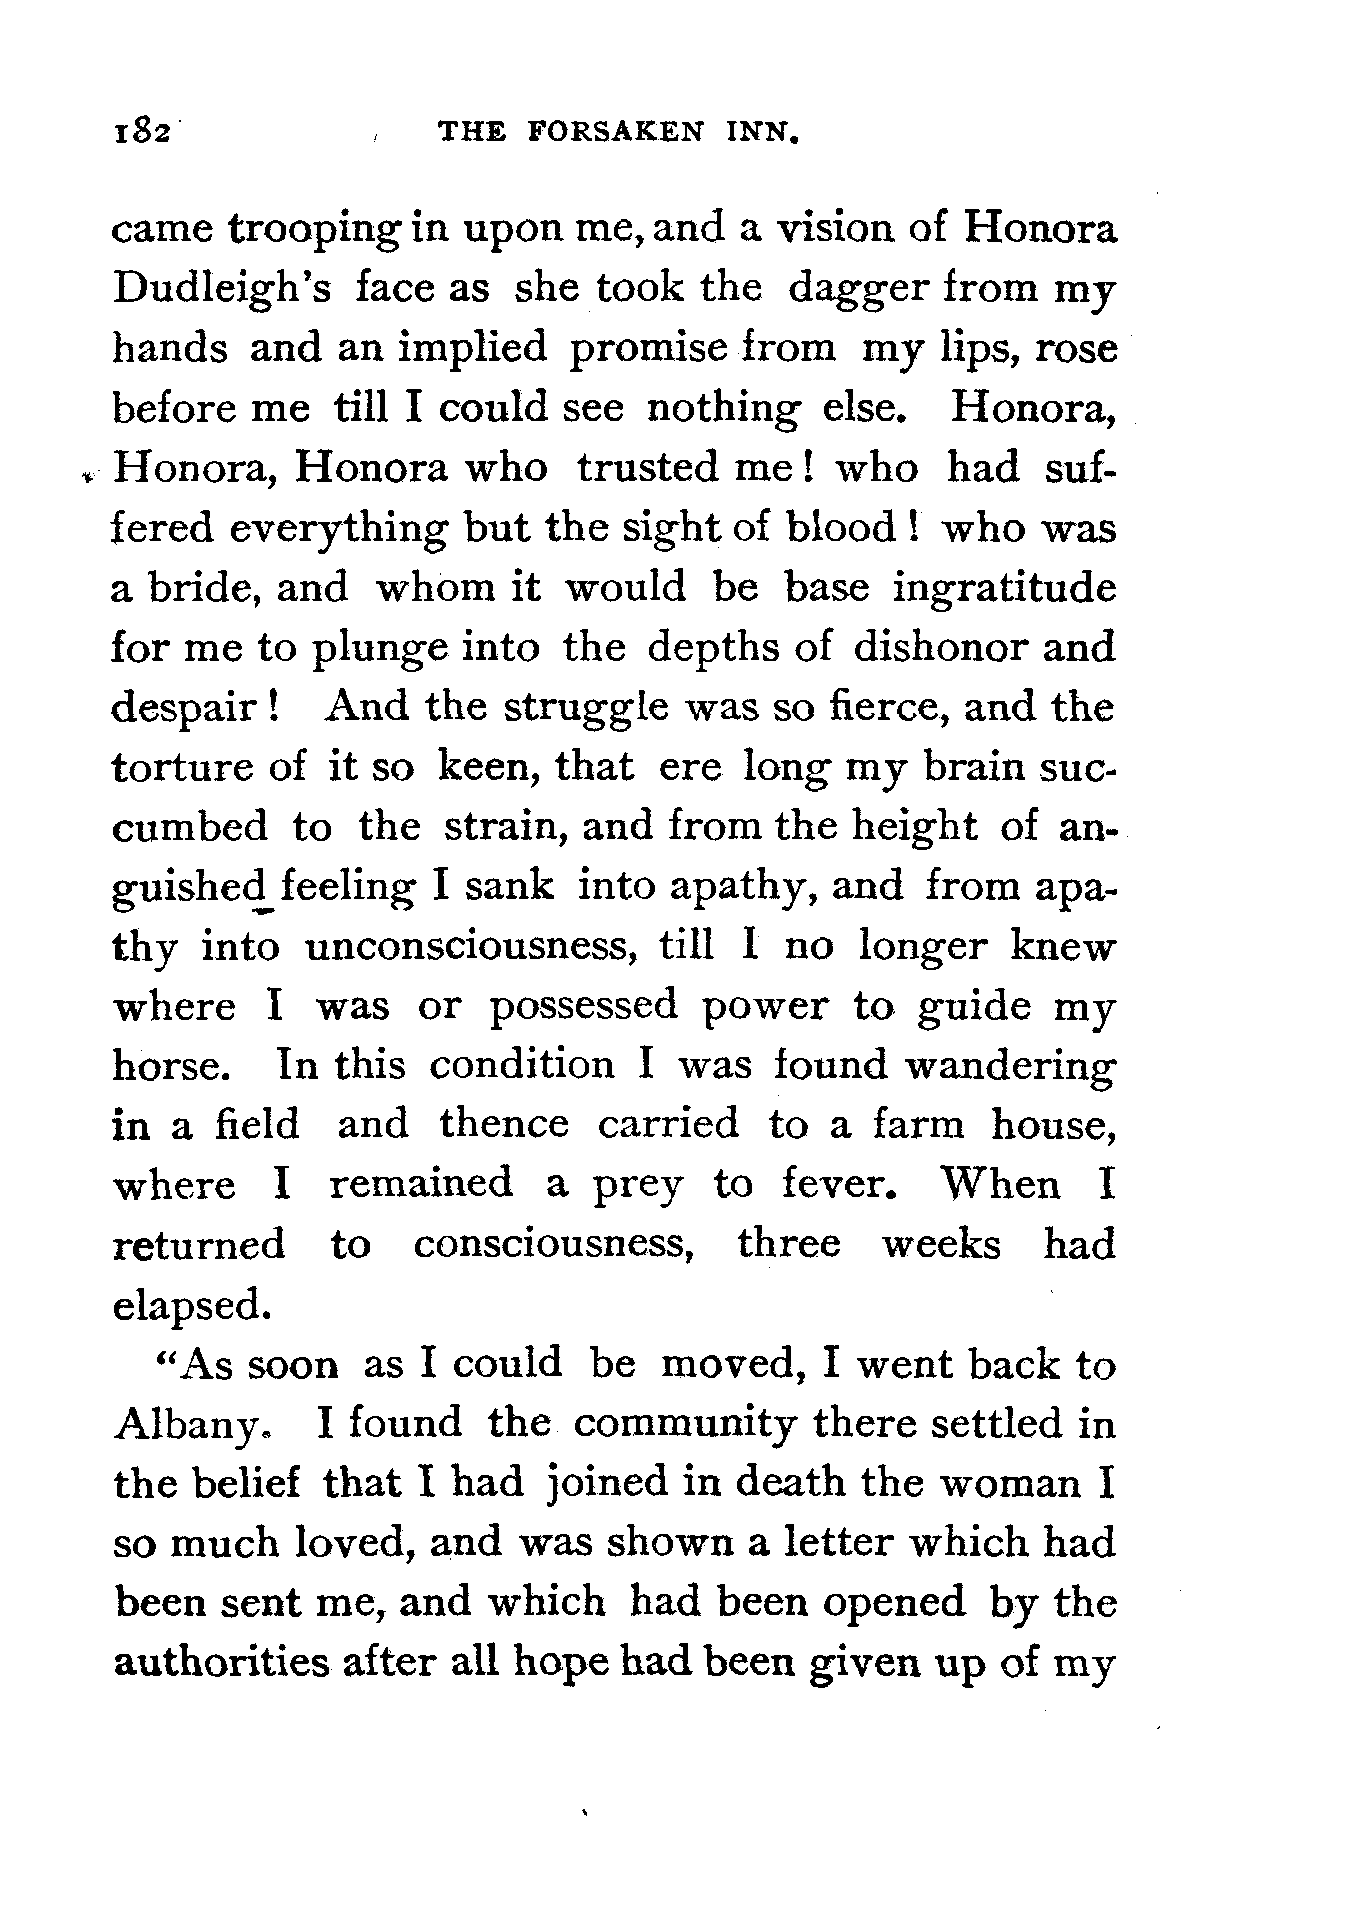 182 THE FORSAKEN INN.
came trooping in upon me, and a vision of Honora
Dudleigh's face as she took the dagger from my
hands and an implied promise from my lips, rose
before me till I could see nothing else. Honora,
Honora, Honora who trusted me! who had suf-
fered everything but the sight of blood! who was
a bride, and whom it would be base ingratitude
for me to plunge into the depths of dishonor and
despair! And the struggle was so fierce, and the
torture of it so keen, that ere long my brain suc-
cumbed to the strain, and from the height of an-
guished feeling I sank into apathy, and from apa-
thy into unconsciousness, till I no longer knew
where I was or possessed power to guide my
horse. In this condition I was found wandering
in a field and thence carried to a farm house,
where I remained a prey to fever. When I
returned to consciousness, three weeks had
elapsed.
"As soon as I could be moved, I went back to
Albany. I found the community there settled in
the belief that I had joined in death the woman I
so much loved, and was shown a letter which had
been sent me, and which had been opened by the
authorities after all hope had been given up of my